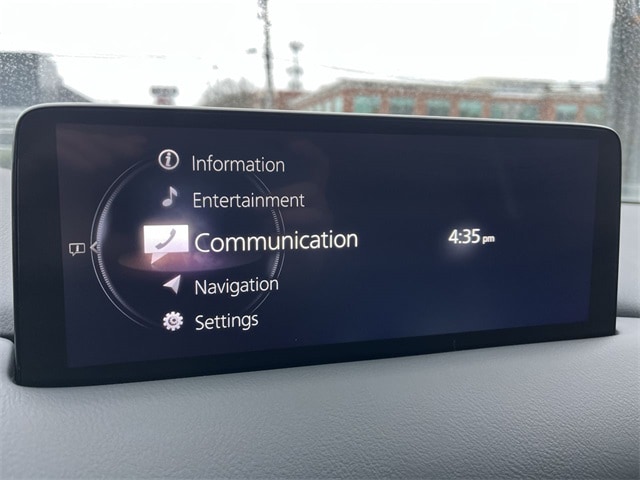 Information
Entertainment
Communication
4:35 pm
Navigation
Settings